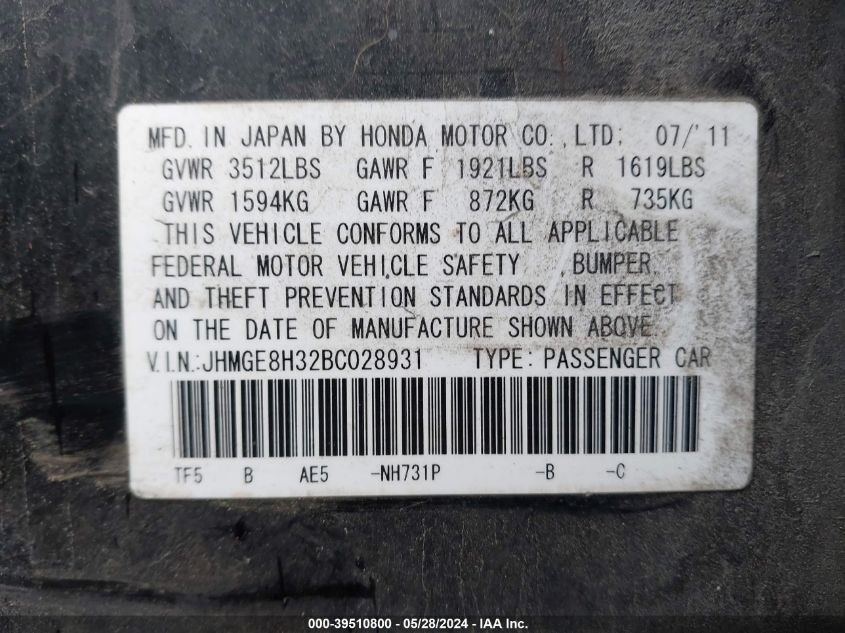 MFD. IN JAPAN BY HONDA MOTOR CO.,LTD. 07/'11
GVWR 3512LBS GAWR F 1921LBS R 1619LBS
GVWR 1594KG GAWR F 872KG R 735KG
THIS VEHICLE CONFORMS TO ALL APPLICABLE
FEDERAL MOTOR VEHICLE SAFETY ,BUMPER,
AND THEFT PREVENTION STANDARDS IN EFFECT
ON THE DATE OF MANUFACTURE SHOWN ABOVE
V.I.N.:JHMGE8H32BC028931 TYPE: PASSENGER CAR
TF5 B AE5 -NH731P -B -C
000-39510800 - 05/28/2024 - IAA Inc.